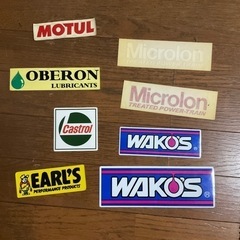 MOTUL
OBERON
LUBRICANTS
Castrol
EARL'S
PERFORMANCE PRODUCTS
Microlon
Microlon
TREATED POWER-TRAIN
WAKO'S
WAKO'S